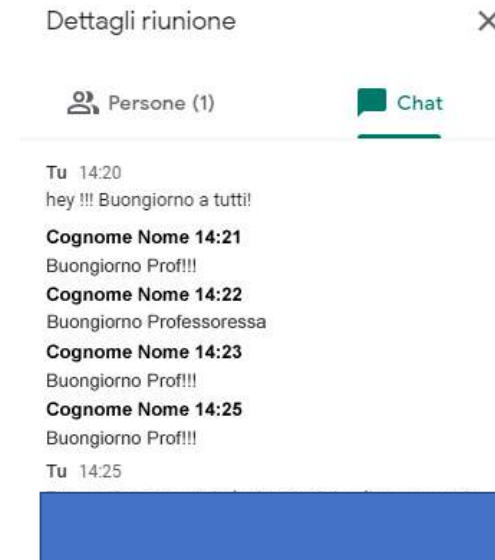 Dettagli riunione
Persone (1)
Chat
Tu 14:20
hey !!! Buongiorno a tutti!
Cognome Nome 14:21
Buongiorno Prof!!!
Cognome Nome 14:22
Buongiorno Professoressa
Cognome Nome 14:23
Buongiorno Prof!!!
Cognome Nome 14:25
Buongiorno Prof!!!
Tu 14:25